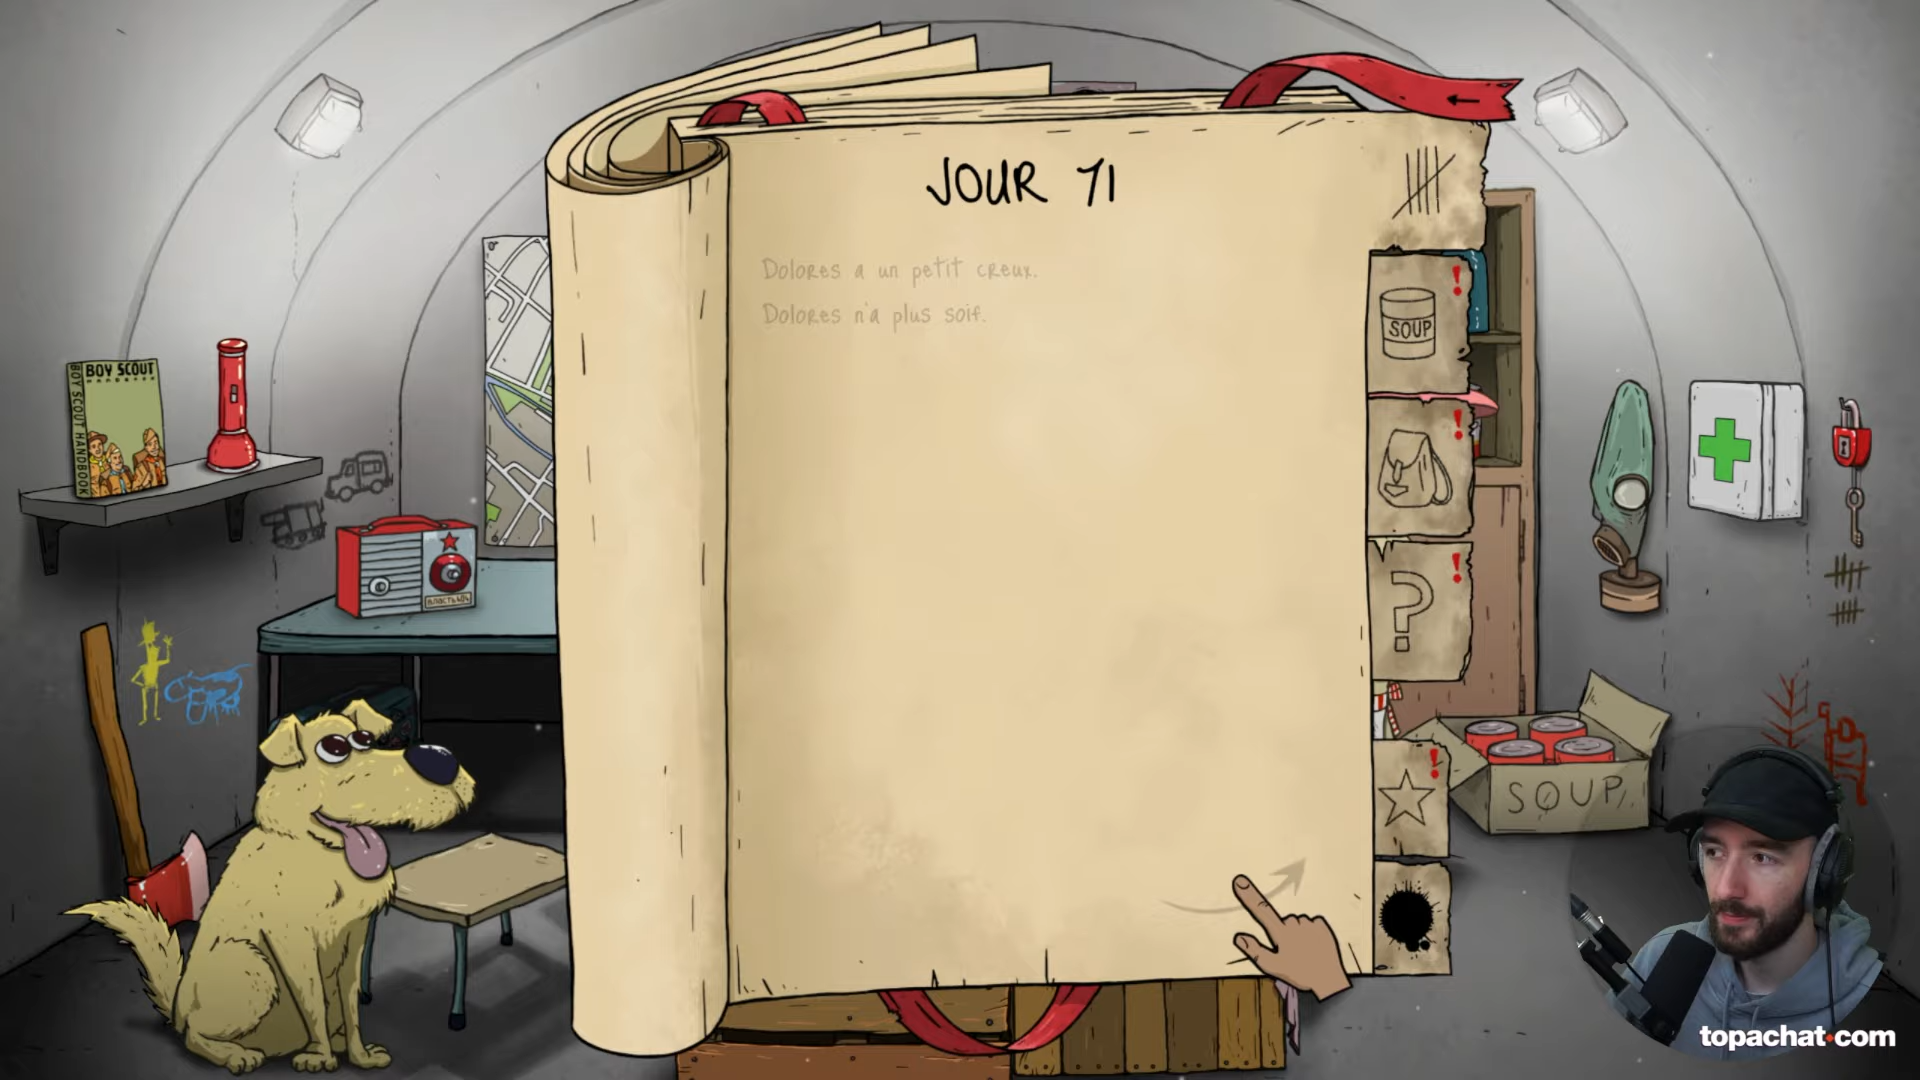 JOUR 71
Dolores a un petit creux.
Dolores n'a plus soif.
BOY SCOUT
BOY SCOUT HANDBOOK
SOUP
SOUP
topachat.com